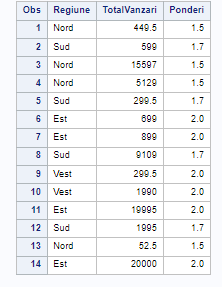 Obs Regiune TotalVanzari Ponderi
1 Nord 449.5 1.5
2 Sud 599 1.7
3 Nord 15597 1.5
4 Nord 5129 1.5
5 Sud 299.5 1.7
6 Est 699 2.0
7 Est 899 2.0
8 Sud 9109 1.7
9 Vest 299.5 2.0
10 Vest 1990 2.0
11 Est 19995 2.0
12 Sud 1995 1.7
13 Nord 52.5 1.5
14 Est 20000 2.0